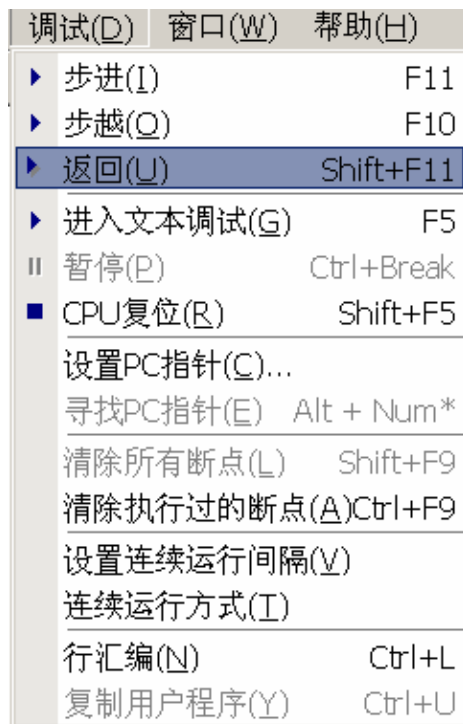 调试(D) 窗口(W) 帮助(H)
步进(I) F11
步越(O) F10
返回(U) Shift+F11
进入文本调试(G) F5
暂停(P) Ctrl+Break
CPU复位(R) Shift+F5
设置PC指针(C)...
寻找PC指针(E) Alt + Num*
清除所有断点(L) Shift+F9
清除执行过的断点(A)Ctrl+F9
设置连续运行间隔(V)
连续运行方式(T)
行汇编(N) Ctrl+L
复制用户程序(Y) Ctrl+U